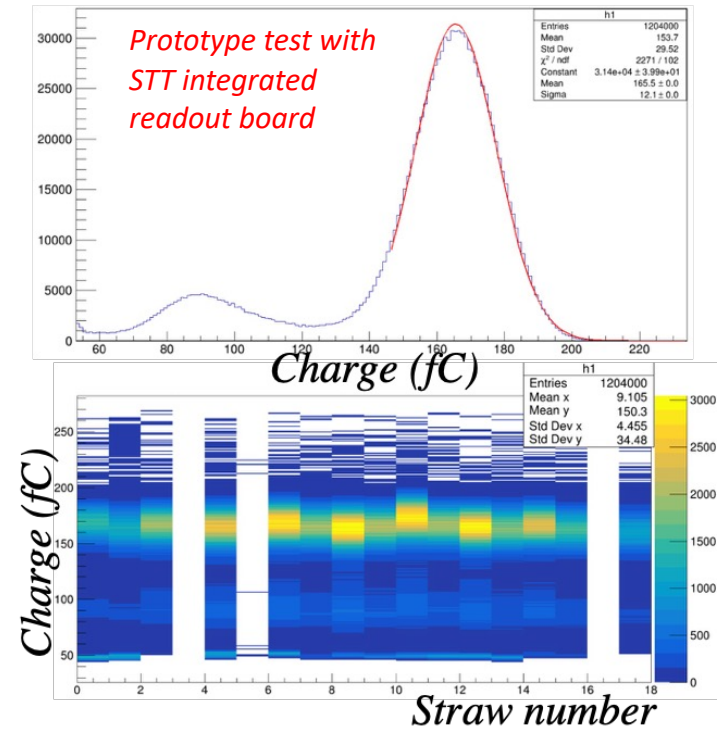 Prototype test with
STT integrated
readout board
h1
Entries 1204000
Mean 153.7
Std Dev 29.52
χ² / ndf 2271 / 102
Constant 3.14e+04 ± 3.99e+01
Mean 165.5 ± 0.0
Sigma 12.1 ± 0.0
30000
25000
20000
15000
10000
5000
0
60 80 100 120 140 160 180 200 220
Charge (fC)
h1
Entries 1204000
Mean x 9.105
Mean y 150.3
Std Dev x 4.455
Std Dev y 34.48
Charge (fC)
250
200
150
100
50
0 2 4 6 8 10 12 14 16 18
3000
2500
2000
1500
1000
500
0
Straw number